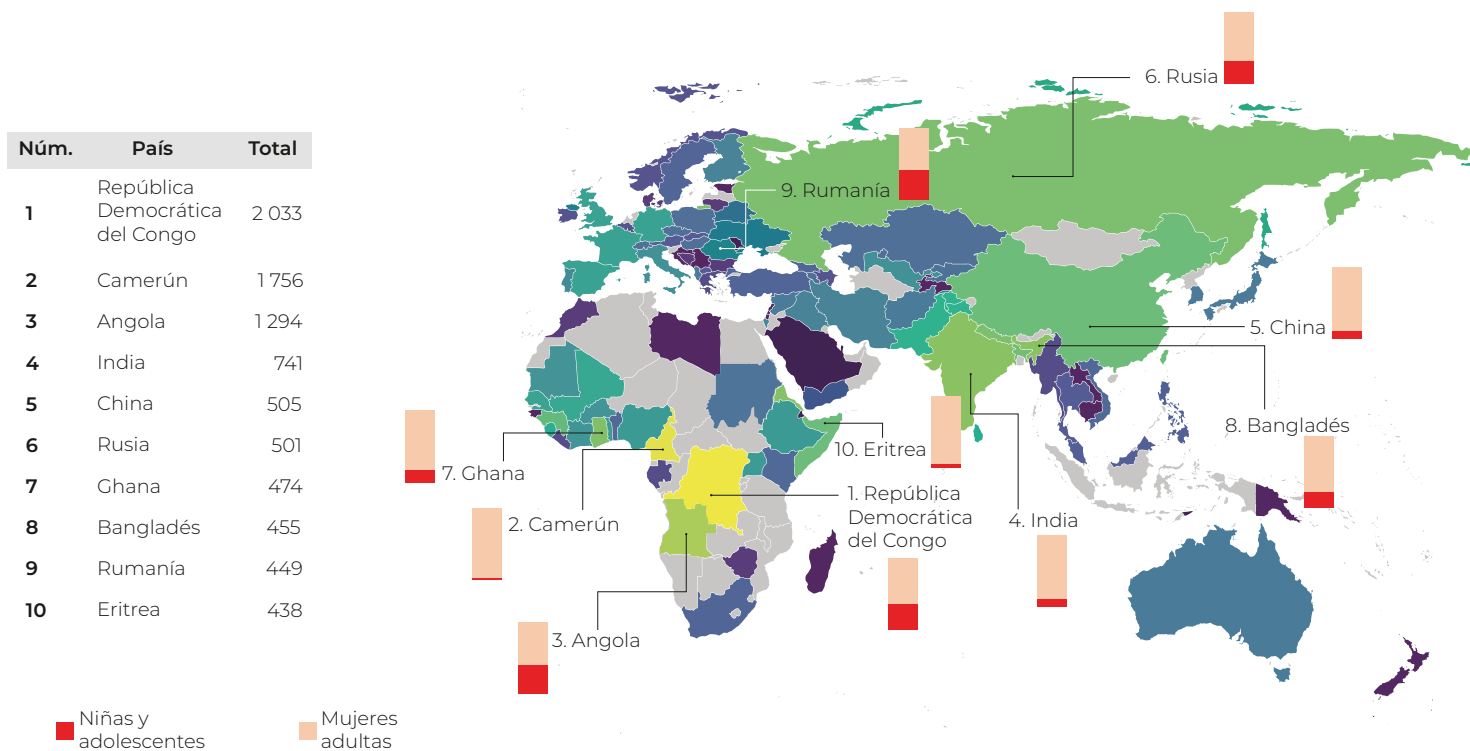 Núm. País Total
1 República Democrática del Congo 2 033
2 Camerún 1 756
3 Angola 1 294
4 India 741
5 China 505
6 Rusia 501
7 Ghana 474
8 Bangladés 455
9 Rumanía 449
10 Eritrea 438
6. Rusia
9. Rumanía
5. China
8. Bangladés
10. Eritrea
7. Ghana
1. República
Democrática
del Congo
2. Camerún
4. India
3. Angola
Niñas y
adolescentes
Mujeres
adultas